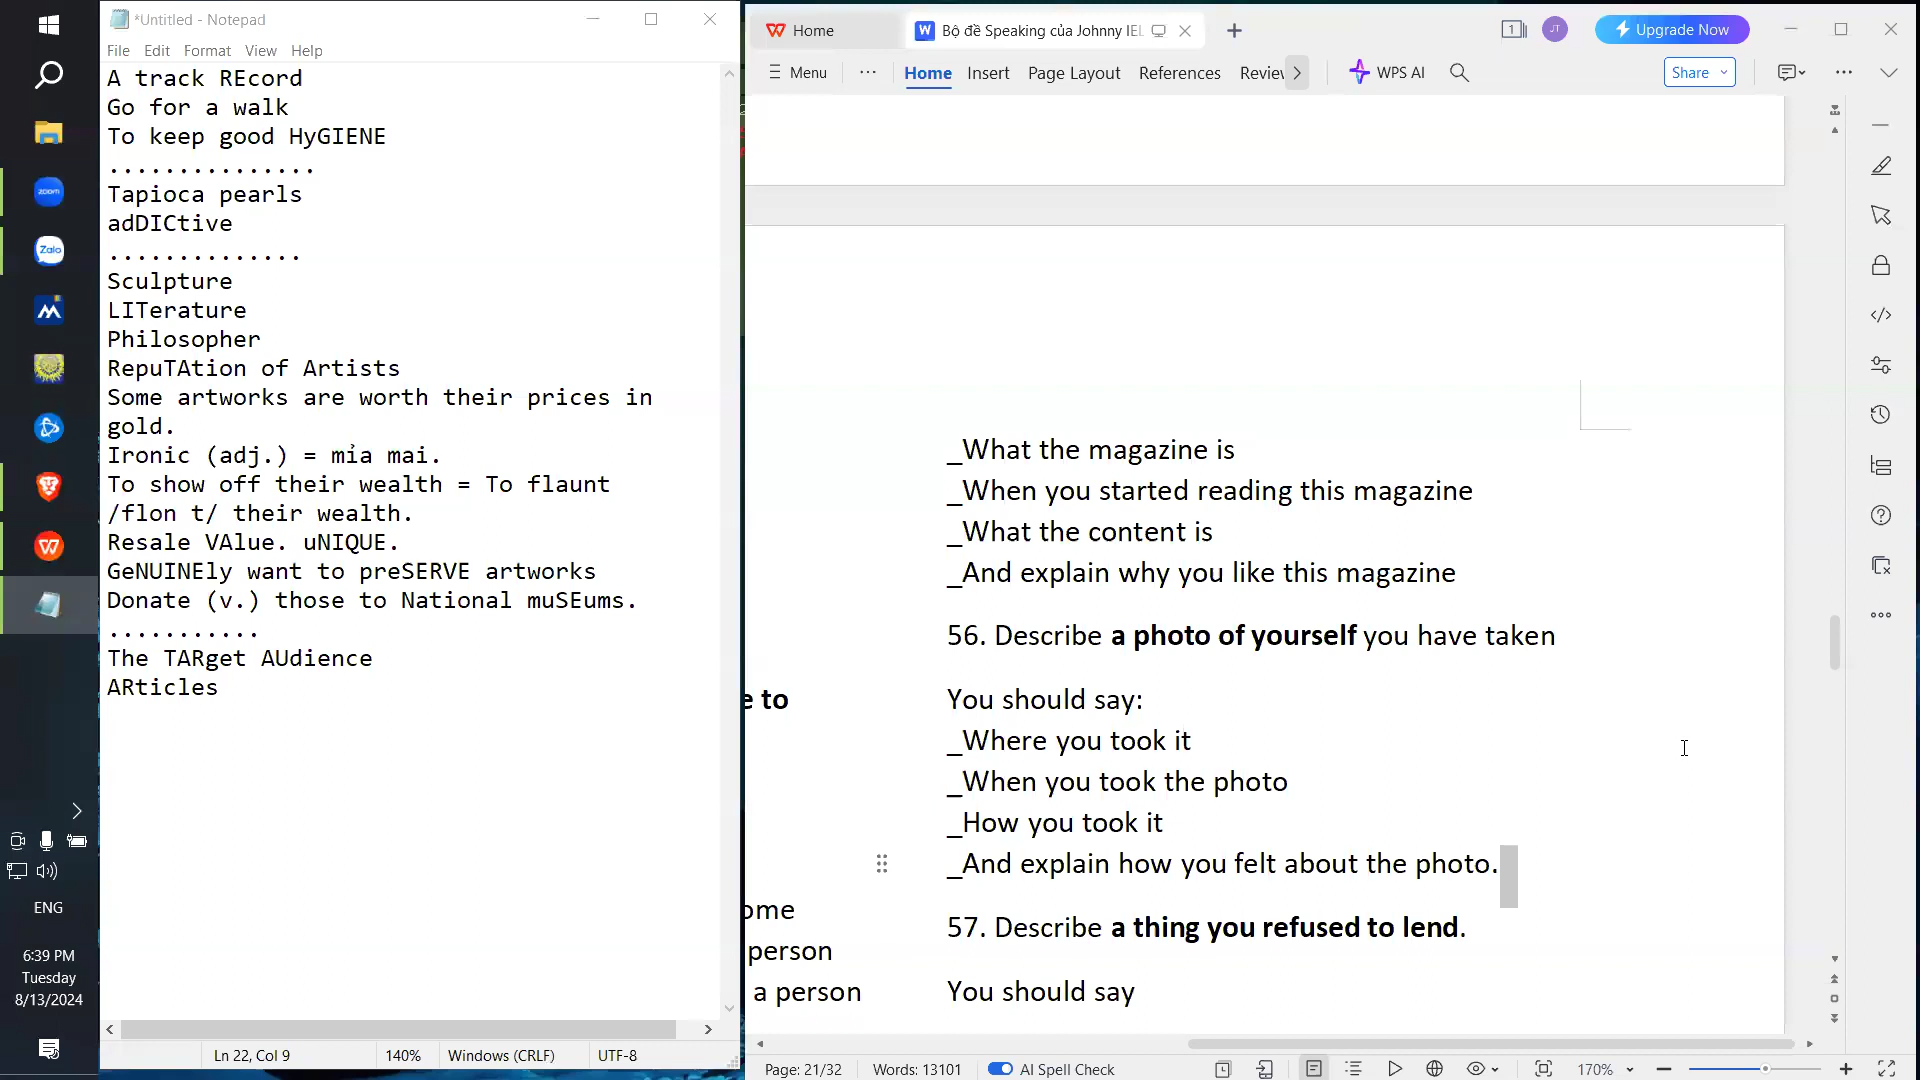 *Untitled - Notepad
File Edit Format View Help
A track REcord
Go for a walk
To keep good HyGIENE
...............
Tapioca pearls
adDICtive
..............
Sculpture
LITerature
Philosopher
RepuTAtion of Artists
Some artworks are worth their prices in
gold.
Ironic (adj.) = mỉa mai.
To show off their wealth = To flaunt
/flon t/ their wealth.
Resale VAlue. uNIQUE.
GeNUINEly want to preSERVE artworks
Donate (v.) those to National muSEums.
...........
The TARget AUdience
ARticles
Ln 22, Col 9 140% Windows (CRLF) UTF-8
zoom
Zalo
ENG
6:39 PM
Tuesday
8/13/2024
Home
Bộ đề Speaking của Johnny IEL
1
JT
Upgrade Now
Menu Home Insert Page Layout References Review WPS AI Share
_What the magazine is
_When you started reading this magazine
_What the content is
_And explain why you like this magazine
56. Describe a photo of yourself you have taken
You should say:
_Where you took it
_When you took the photo
_How you took it
_And explain how you felt about the photo.
57. Describe a thing you refused to lend.
You should say
e to
ome
person
a person
Page: 21/32 Words: 13101 AI Spell Check 170%